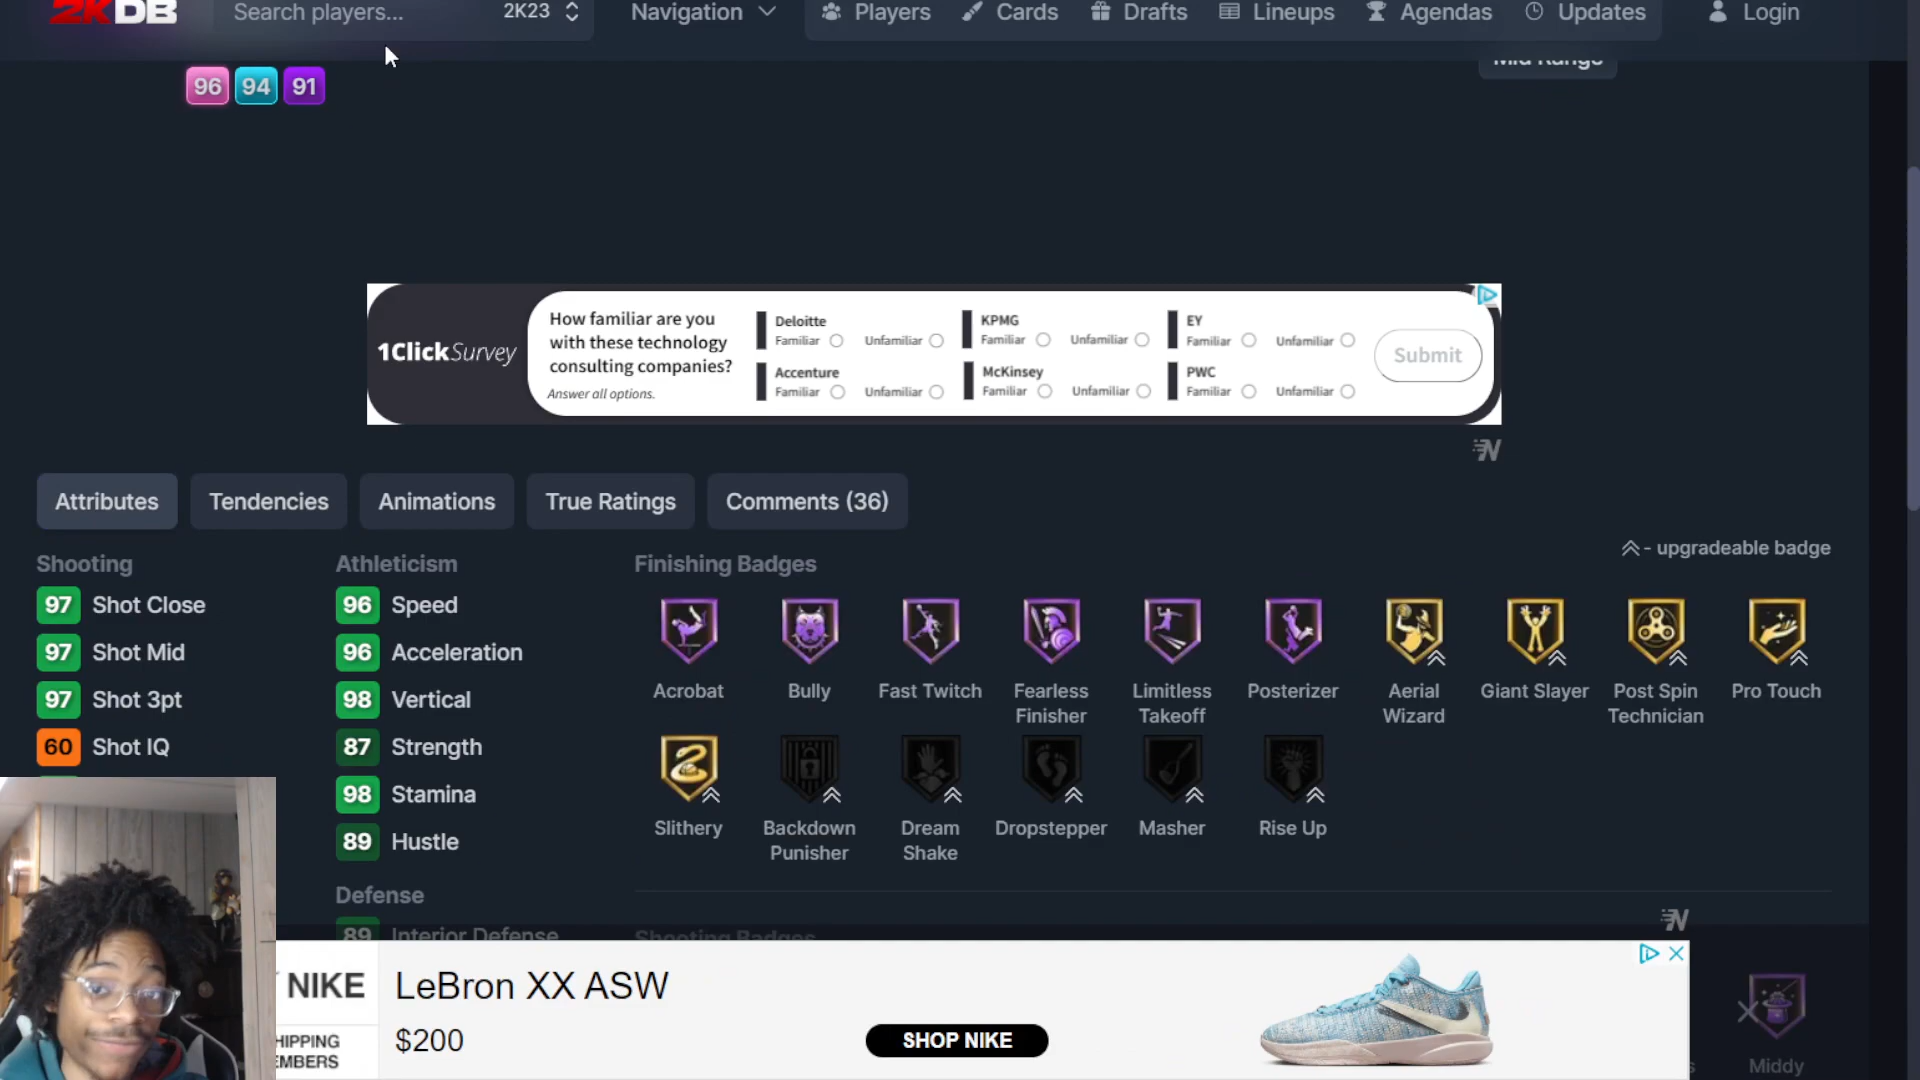 2KDB
Search players...
2K23
Navigation
Players
Cards
Drafts
Lineups
Agendas
Updates
Login
Mid Range
96 94 91
1ClickSurvey
How familiar are you
with these technology
consulting companies?
Answer all options.
Deloitte
Familiar Unfamiliar
Accenture
Familiar Unfamiliar
KPMG
Familiar Unfamiliar
McKinsey
Familiar Unfamiliar
EY
Familiar Unfamiliar
PWC
Familiar Unfamiliar
Submit
Attributes
Tendencies
Animations
True Ratings
Comments (36)
- upgradeable badge
Shooting
97 Shot Close
97 Shot Mid
97 Shot 3pt
60 Shot IQ
Athleticism
96 Speed
96 Acceleration
98 Vertical
87 Strength
98 Stamina
89 Hustle
Defense
89 Interior Defense
Finishing Badges
Acrobat
Bully
Fast Twitch
Fearless
Finisher
Limitless
Takeoff
Posterizer
Aerial
Wizard
Giant Slayer
Post Spin
Technician
Pro Touch
Slithery
Backdown
Punisher
Dream
Shake
Dropstepper
Masher
Rise Up
Shooting Badges
NIKE
LeBron XX ASW
$200
SHOP NIKE
Middy